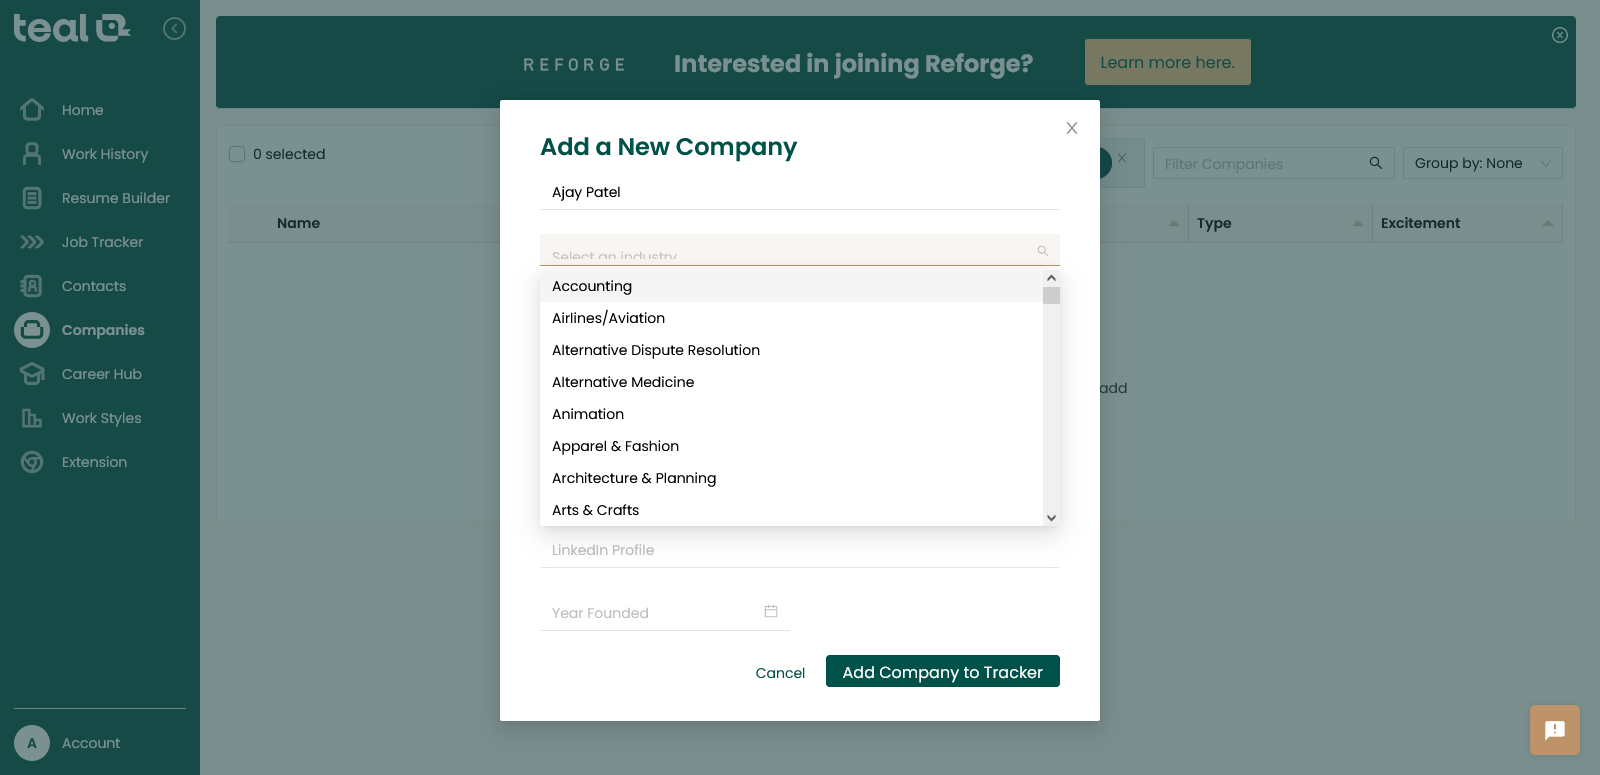 teal
REFORGE
Interested in joining Reforge?
Learn more here.
Home
Work History
Resume Builder
Job Tracker
Contacts
Companies
Career Hub
Work Styles
Extension
A
Account
0 selected
Filter Companies
Group by: None
Name
Type
Excitement
add
Add a New Company
Ajay Patel
Select an industry
Accounting
Airlines/Aviation
Alternative Dispute Resolution
Alternative Medicine
Animation
Apparel & Fashion
Architecture & Planning
Arts & Crafts
LinkedIn Profile
Year Founded
Cancel
Add Company to Tracker